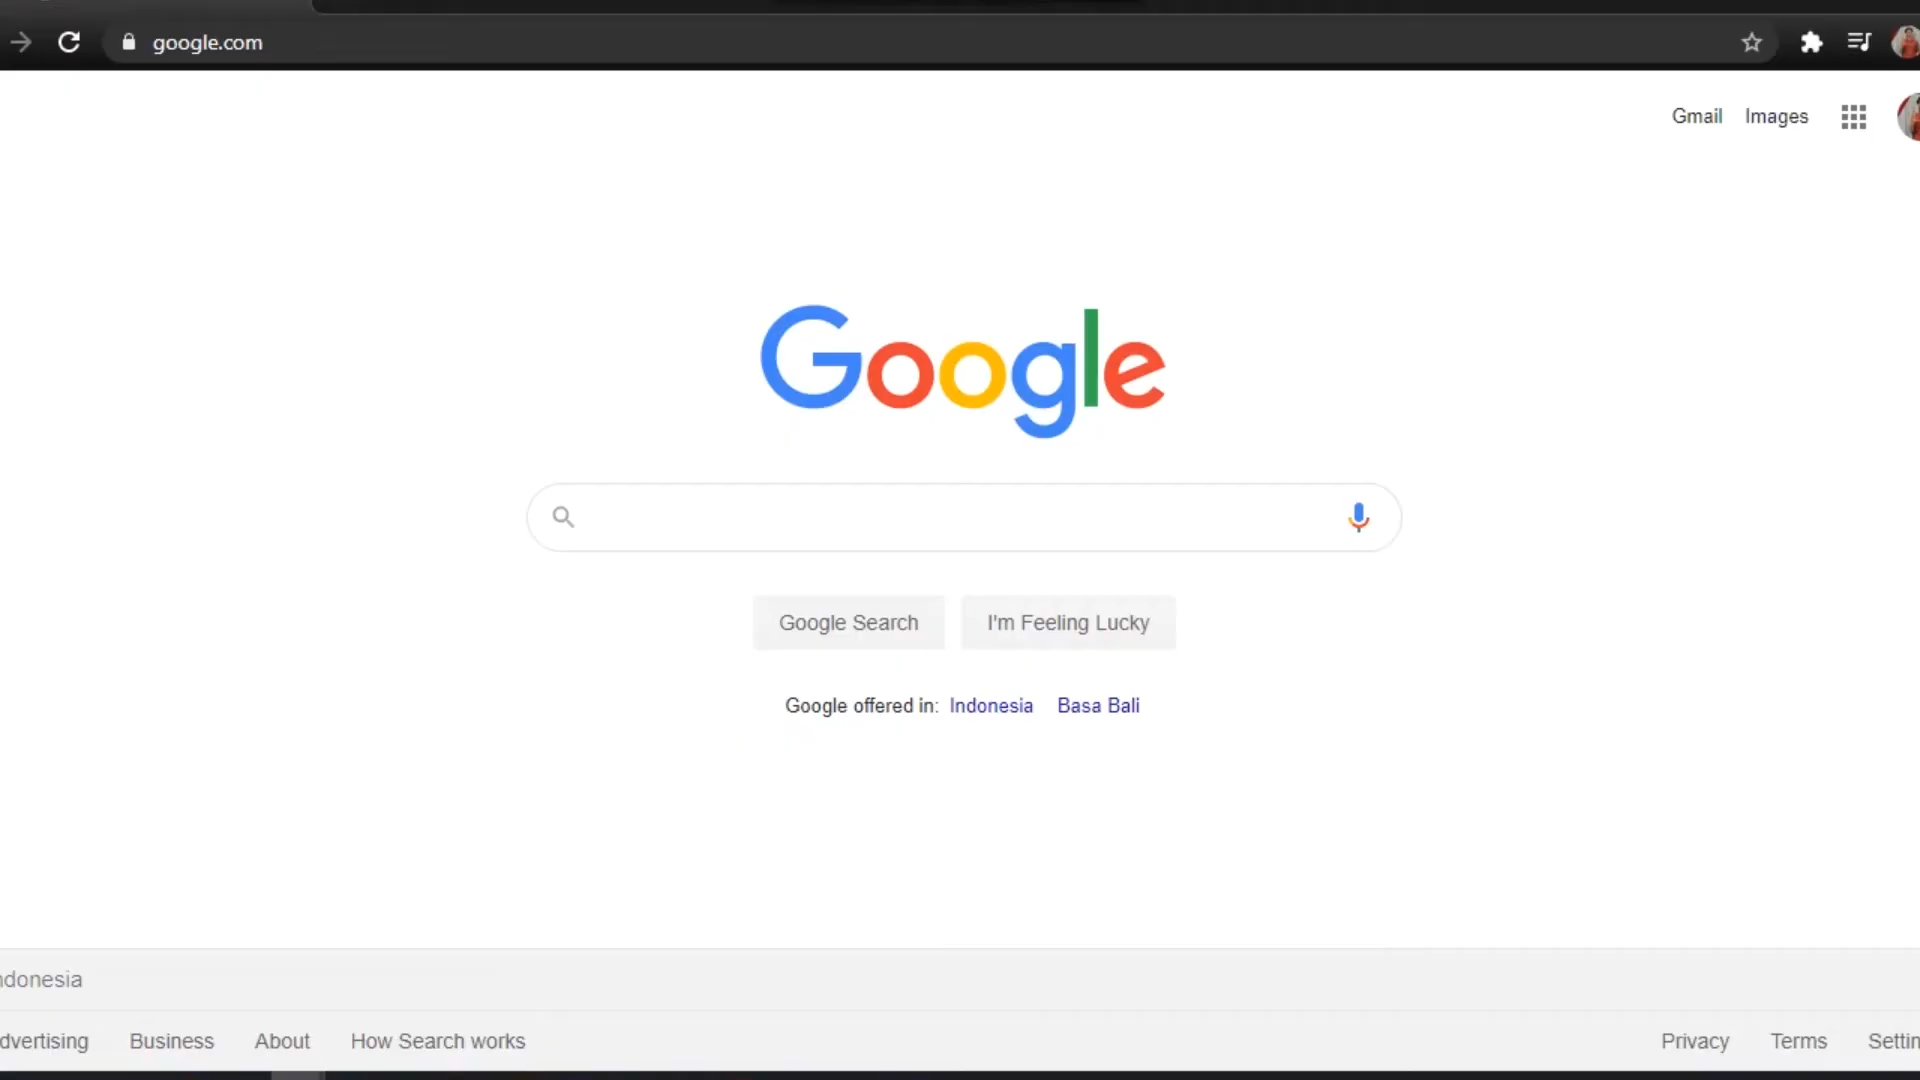 google.com
Gmail Images
Google
Google Search I'm Feeling Lucky
Google offered in: Indonesia Basa Bali
ndonesia
dvertising Business About How Search works Privacy Terms Settin